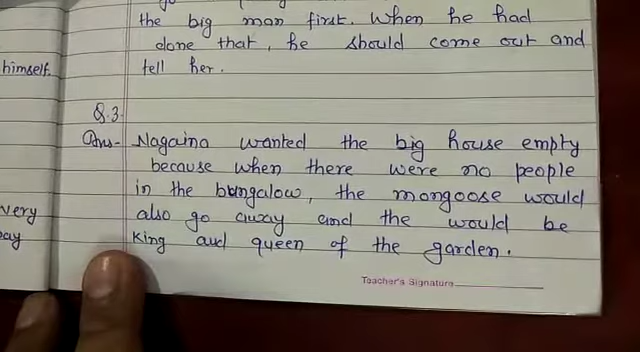 the big man first. When he had
done that, he should come out and
himself.
tell her.
Q.3.
Ans- Nagaina wanted the big house empty
because when there were no people
in the bungalow, the mongoose would
very
also go away and the would be
king and queen of the garden.
Teacher's Signature